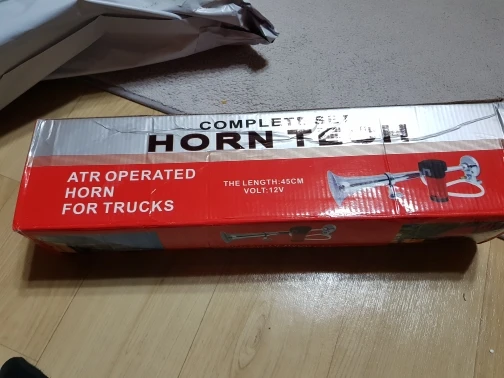 COMPLETE SET
HORN TECH
ATR OPERATED
HORN
FOR TRUCKS
THE LENGTH:45CM
VOLT:12V